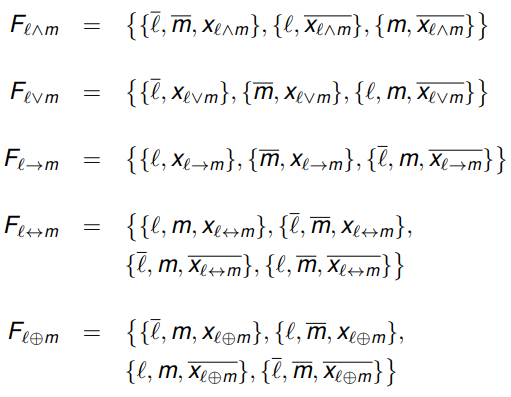 F_{ℓ∧m} = {{ℓ̅, m̅, x_{ℓ∧m}}, {ℓ, \overline{x_{ℓ∧m}}}, {m, \overline{x_{ℓ∧m}}}}
F_{ℓ∨m} = {{ℓ̅, x_{ℓ∨m}}, {m̅, x_{ℓ∨m}}, {ℓ, m, \overline{x_{ℓ∨m}}}}
F_{ℓ→m} = {{ℓ, x_{ℓ→m}}, {m̅, x_{ℓ→m}}, {ℓ̅, m, \overline{x_{ℓ→m}}}}
F_{ℓ↔m} = {{ℓ, m, x_{ℓ↔m}}, {ℓ̅, m̅, x_{ℓ↔m}},
{ℓ̅, m, \overline{x_{ℓ↔m}}}, {ℓ, m̅, \overline{x_{ℓ↔m}}}}
F_{ℓ⊕m} = {{ℓ̅, m, x_{ℓ⊕m}}, {ℓ, m̅, x_{ℓ⊕m}},
{ℓ, m, \overline{x_{ℓ⊕m}}}, {ℓ̅, m̅, \overline{x_{ℓ⊕m}}}}